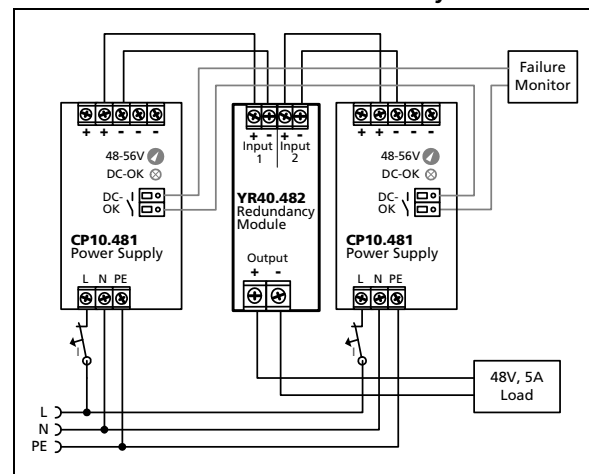 Failure
Monitor
+ + - - -
48-56V
DC-OK
DC-
OK
CP10.481
Power Supply
L N PE
I
+ - + -
Input Input
1 2
YR40.482
Redundancy
Module
Output
+ -
+ + - - -
48-56V
DC-OK
DC-
OK
CP10.481
Power Supply
L N PE
I
48V, 5A
Load
L
N
PE